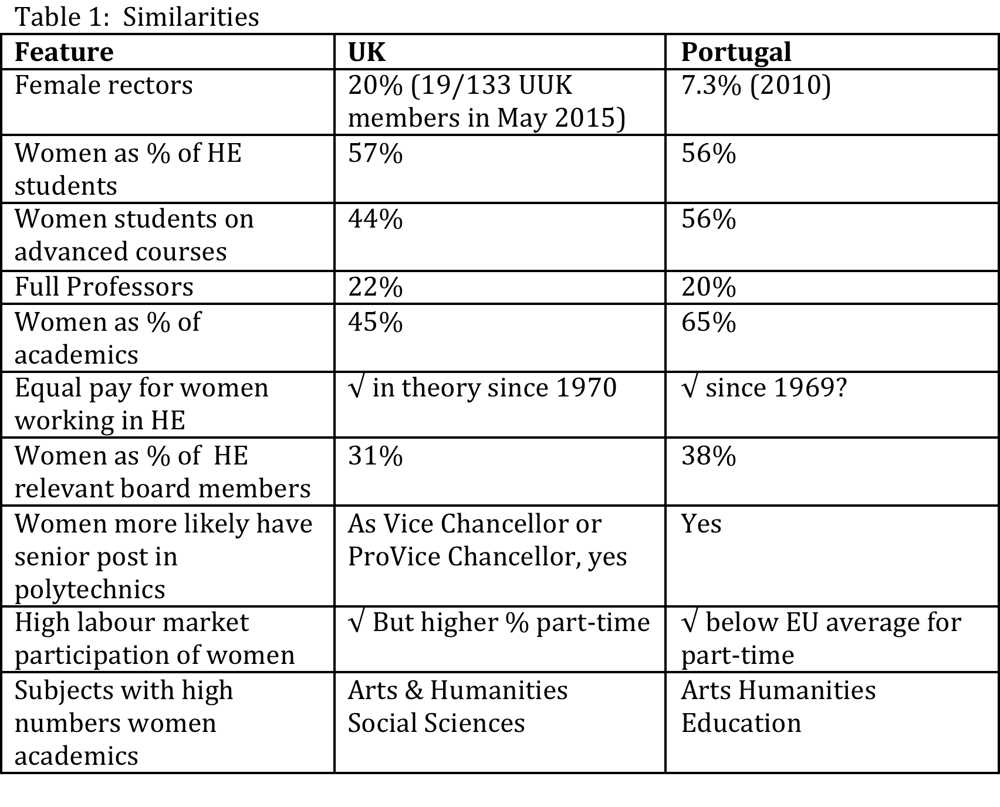 Table 1:  Similarities
Feature
UK
Portugal
Female rectors
20% (19/133 UUK
members in May 2015)
7.3% (2010)
Women as % of HE
students
57%
56%
Women students on
advanced courses
44%
56%
Full Professors
22%
20%
Women as % of
academics
45%
65%
Equal pay for women
working in HE
√ in theory since 1970
√ since 1969?
Women as % of  HE
relevant board members
31%
38%
Women more likely have
senior post in
polytechnics
As Vice Chancellor or
ProVice Chancellor, yes
Yes
High labour market
participation of women
√ But higher % part-time
√ below EU average for
part-time
Subjects with high
numbers women
academics
Arts & Humanities
Social Sciences
Arts Humanities
Education